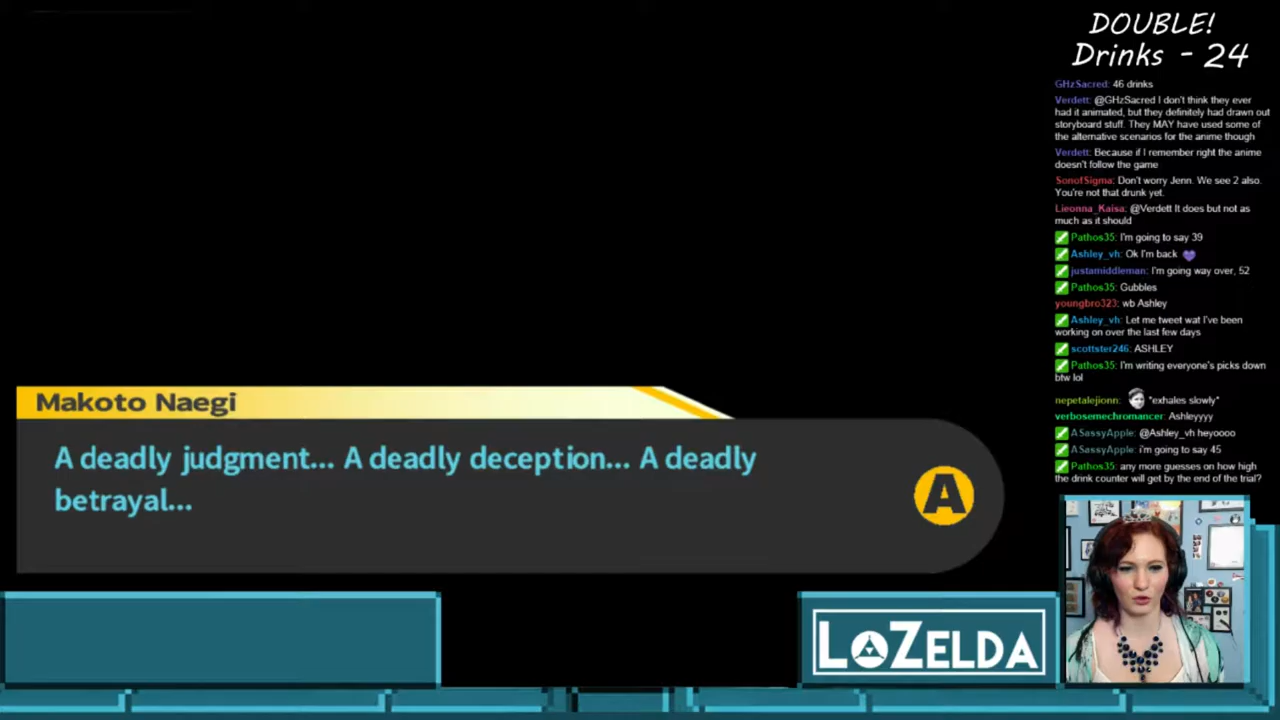 DOUBLE!
Drinks - 24
GHzSacred: 46 drinks
Verdett: @GHzSacred I don't think they ever
had it animated, but they definitely had drawn out
storyboard stuff. They MAY have used some of
the alternative scenarios for the anime though
Verdett: Because if I remember right the anime
doesn't follow the game
SonofSigma: Don't worry Jenn. We see 2 also.
You're not that drunk yet.
Lieonna_Kaisa: @Verdett It does but not as
much as it should
Pathos35: I'm going to say 39
Ashley_vh: Ok I'm back
justamiddleman: I'm going way over, 52
Pathos35: Gubbles
youngbro323: wb Ashley
Ashley_vh: Let me tweet wat I've been
working on over the last few days
scottster246: ASHLEY
Pathos35: I'm writing everyone's picks down
btw lol
nepetalejionn: *exhales slowly*
verbosemechromancer: Ashleyyyy
ASassyApple: @Ashley_vh heyoooo
ASassyApple: i'm going to say 45
Pathos35: any more guesses on how high
the drink counter will get by the end of the trial?
Makoto Naegi
A deadly judgment... A deadly deception... A deadly
betrayal...
A
LOZELDA